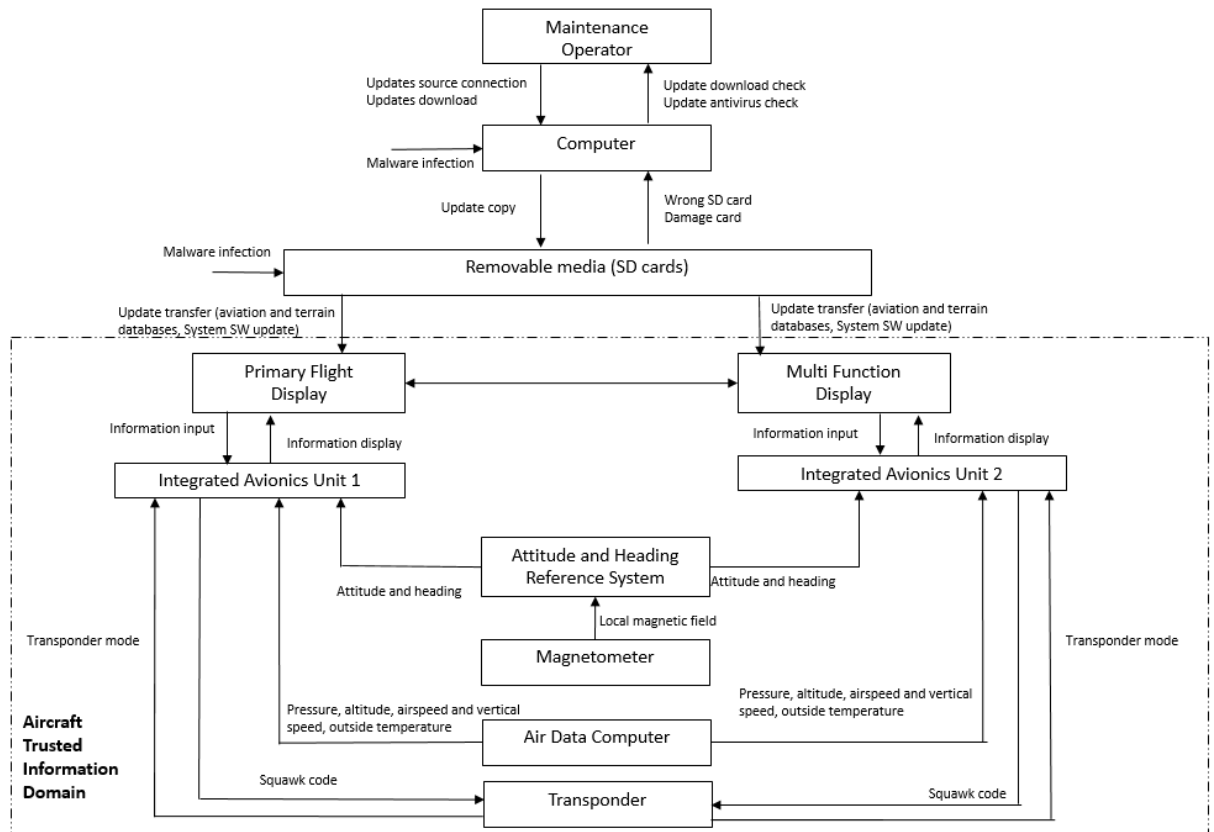 Maintenance
Operator
Updates source connection
Updates download
Update download check
Update antivirus check
Computer
Malware infection
Update copy
Wrong SD card
Damage card
Malware infection
Removable media (SD cards)
Update transfer (aviation and terrain
databases, System SW update)
Update transfer (aviation and terrain
databases, System SW update)
Primary Flight
Display
Multi Function
Display
Information input
Information display
Information input
Information display
Integrated Avionics Unit 1
Integrated Avionics Unit 2
Attitude and Heading
Reference System
Attitude and heading
Attitude and heading
Local magnetic field
Transponder mode
Transponder mode
Magnetometer
Pressure, altitude, airspeed and vertical
speed, outside temperature
Pressure, altitude, airspeed and vertical
speed, outside temperature
Air Data Computer
Aircraft
Trusted
Information
Domain
Squawk code
Squawk code
Transponder